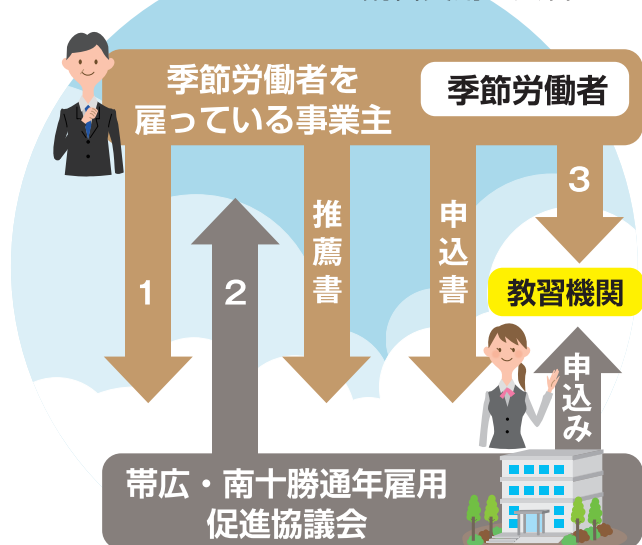 季節労働者を
雇っている事業主
季節労働者
1
2
推薦書
申込書
3
教習機関
申込み
帯広・南十勝通年雇用
促進協議会